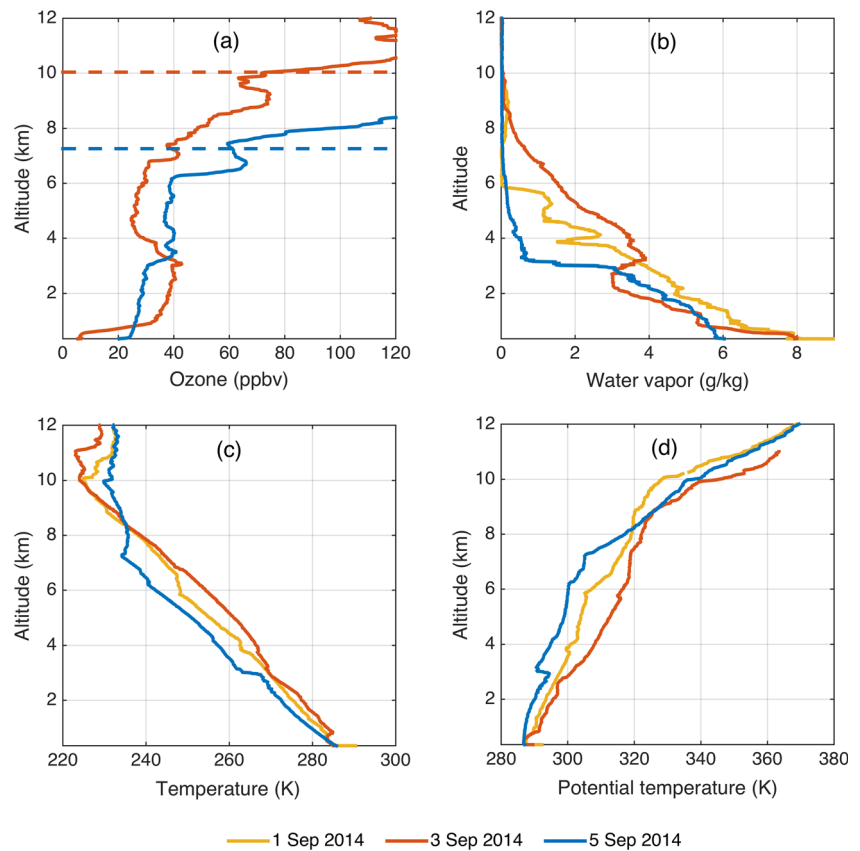 (a)
Altitude (km)
12
10
8
6
4
2
0 20 40 60 80 100 120
Ozone (ppbv)
(b)
Altitude
12
10
8
6
4
2
0 2 4 6 8
Water vapor (g/kg)
(c)
Altitude (km)
12
10
8
6
4
2
220 240 260 280 300
Temperature (K)
(d)
Altitude (km)
12
10
8
6
4
2
280 300 320 340 360 380
Potential temperature (K)
1 Sep 2014 3 Sep 2014 5 Sep 2014